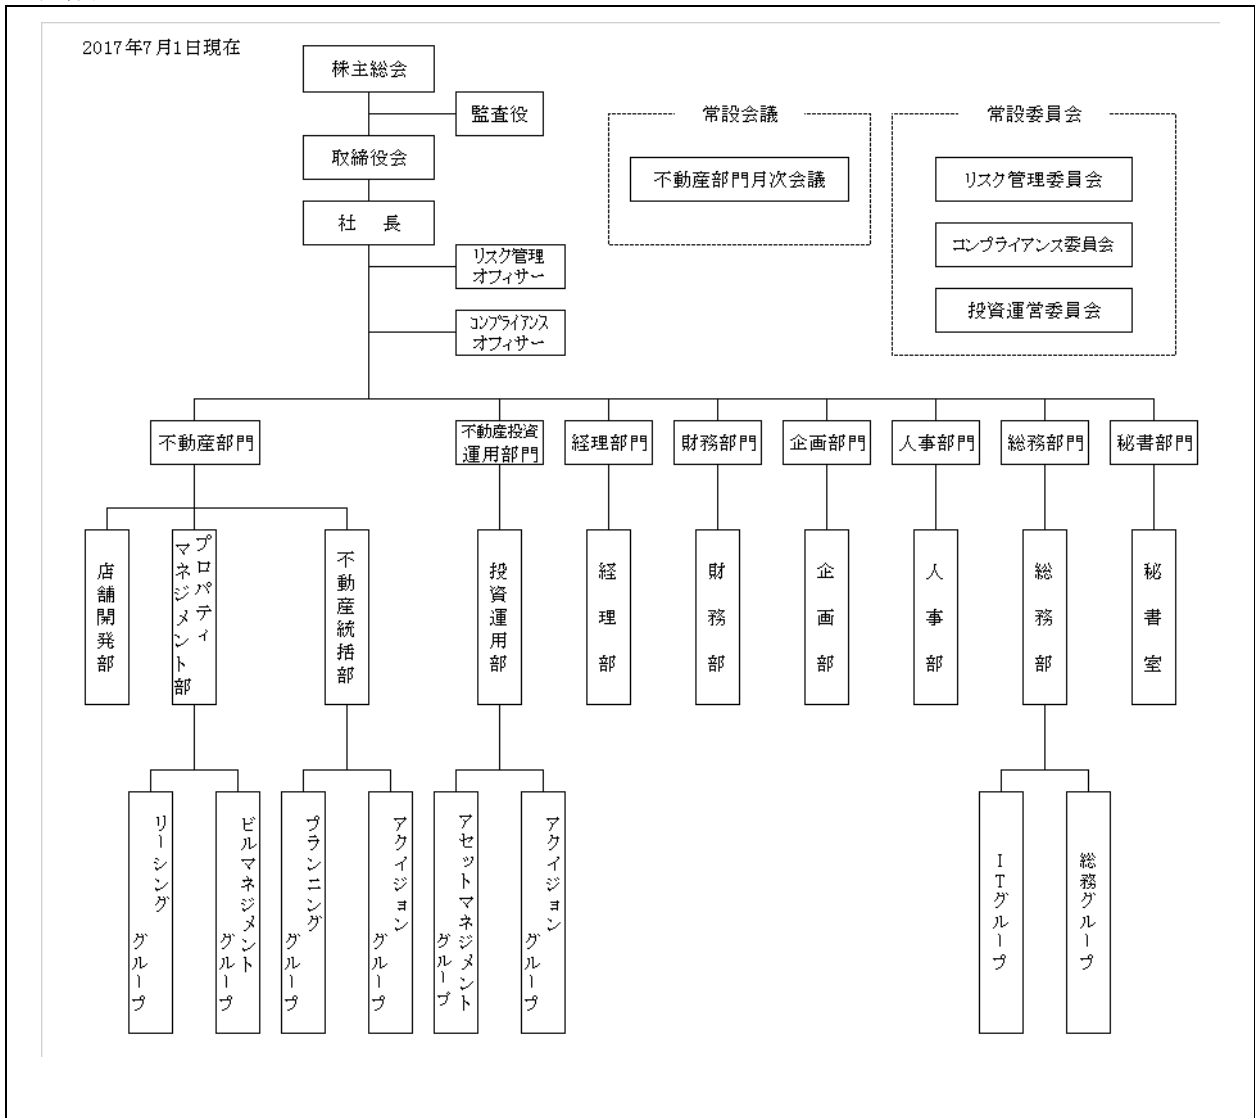 2017年7月1日現在
株主総会
監査役
取締役会
社 長
リスク管理
オフィサー
コンプライアンス
オフィサー
常設会議
不動産部門月次会議
常設委員会
リスク管理委員会
コンプライアンス委員会
投資運営委員会
不動産部門
不動産投資
運用部門
経理部門
財務部門
企画部門
人事部門
総務部門
秘書部門
店舗開発部
プロパティ
マネジメント部
不動産統括部
投資運用部
経理部
財務部
企画部
人事部
総務部
秘書室
リーシング
グループ
ビルマネジメント
グループ
プランニング
グループ
アクイジョン
グループ
アセットマネジメント
グループ
アクイジョン
グループ
ITグループ
総務グループ